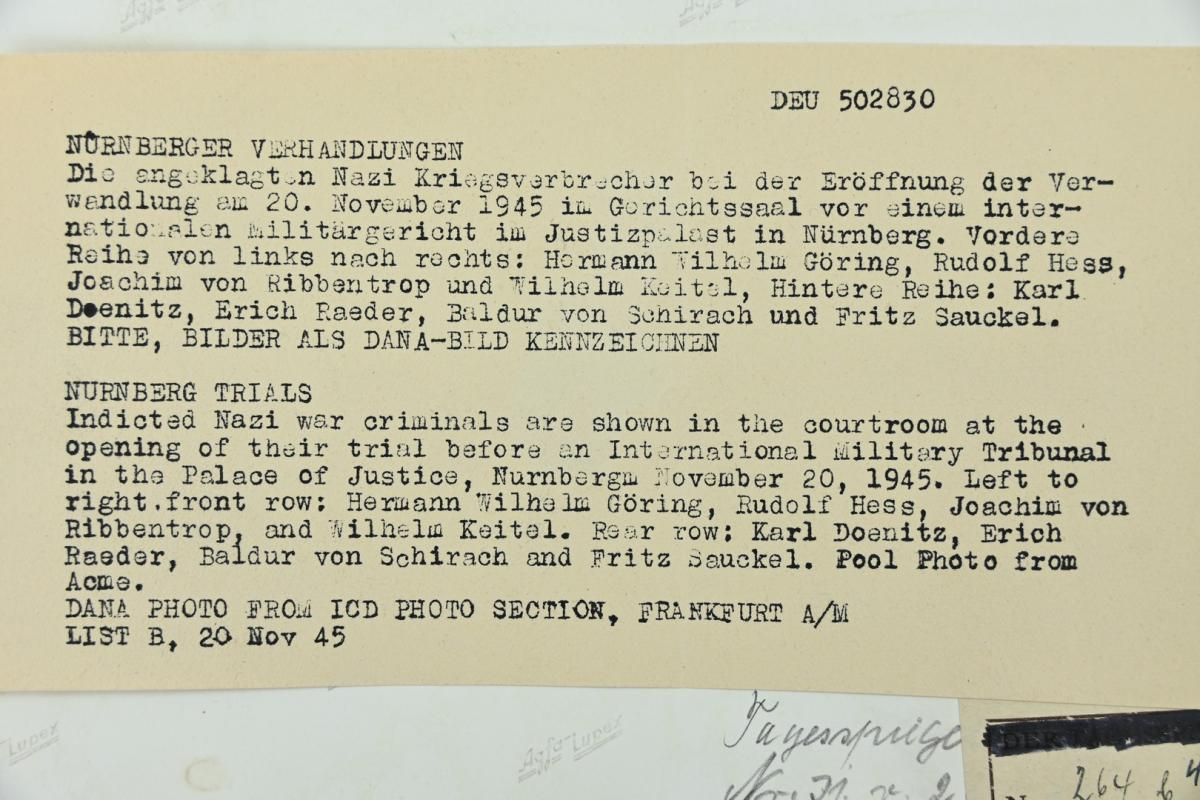 DEU 502830
NÜRNBERGER VERHANDLUNGEN
Die angeklagten Nazi Kriegsverbrecher bei der Eröffnung der Ver-
wandlung am 20. November 1945 im Gerichtssaal vor einem inter-
nationalen Militärgericht im Justizpalast in Nürnberg. Vordere
Reihe von links nach rechts: Hermann Wilhelm Göring, Rudolf Hess,
Joachim von Ribbentrop und Wilhelm Keitel, Hintere Reihe: Karl
Doenitz, Erich Raeder, Baldur von Schirach und Fritz Sauckel.
BITTE, BILDER ALS DANA-BILD KENNZEICHNEN
NURNBERG TRIALS
Indicted Nazi war criminals are shown in the courtroom at the
opening of their trial before an International Military Tribunal
in the Palace of Justice, Nurnbergm November 20, 1945. Left to
right.front row: Hermann Wilhelm Göring, Rudolf Hess, Joachim von
Ribbentrop, and Wilhelm Keitel. Rear row: Karl Doenitz, Erich
Raeder, Baldur von Schirach and Fritz Sauckel. Pool Photo from
Acme.
DANA PHOTO FROM ICD PHOTO SECTION, FRANKFURT A/M
LIST B, 20 Nov 45
Lupex
Agfa-Lupex
Tagesspiege
DER
264